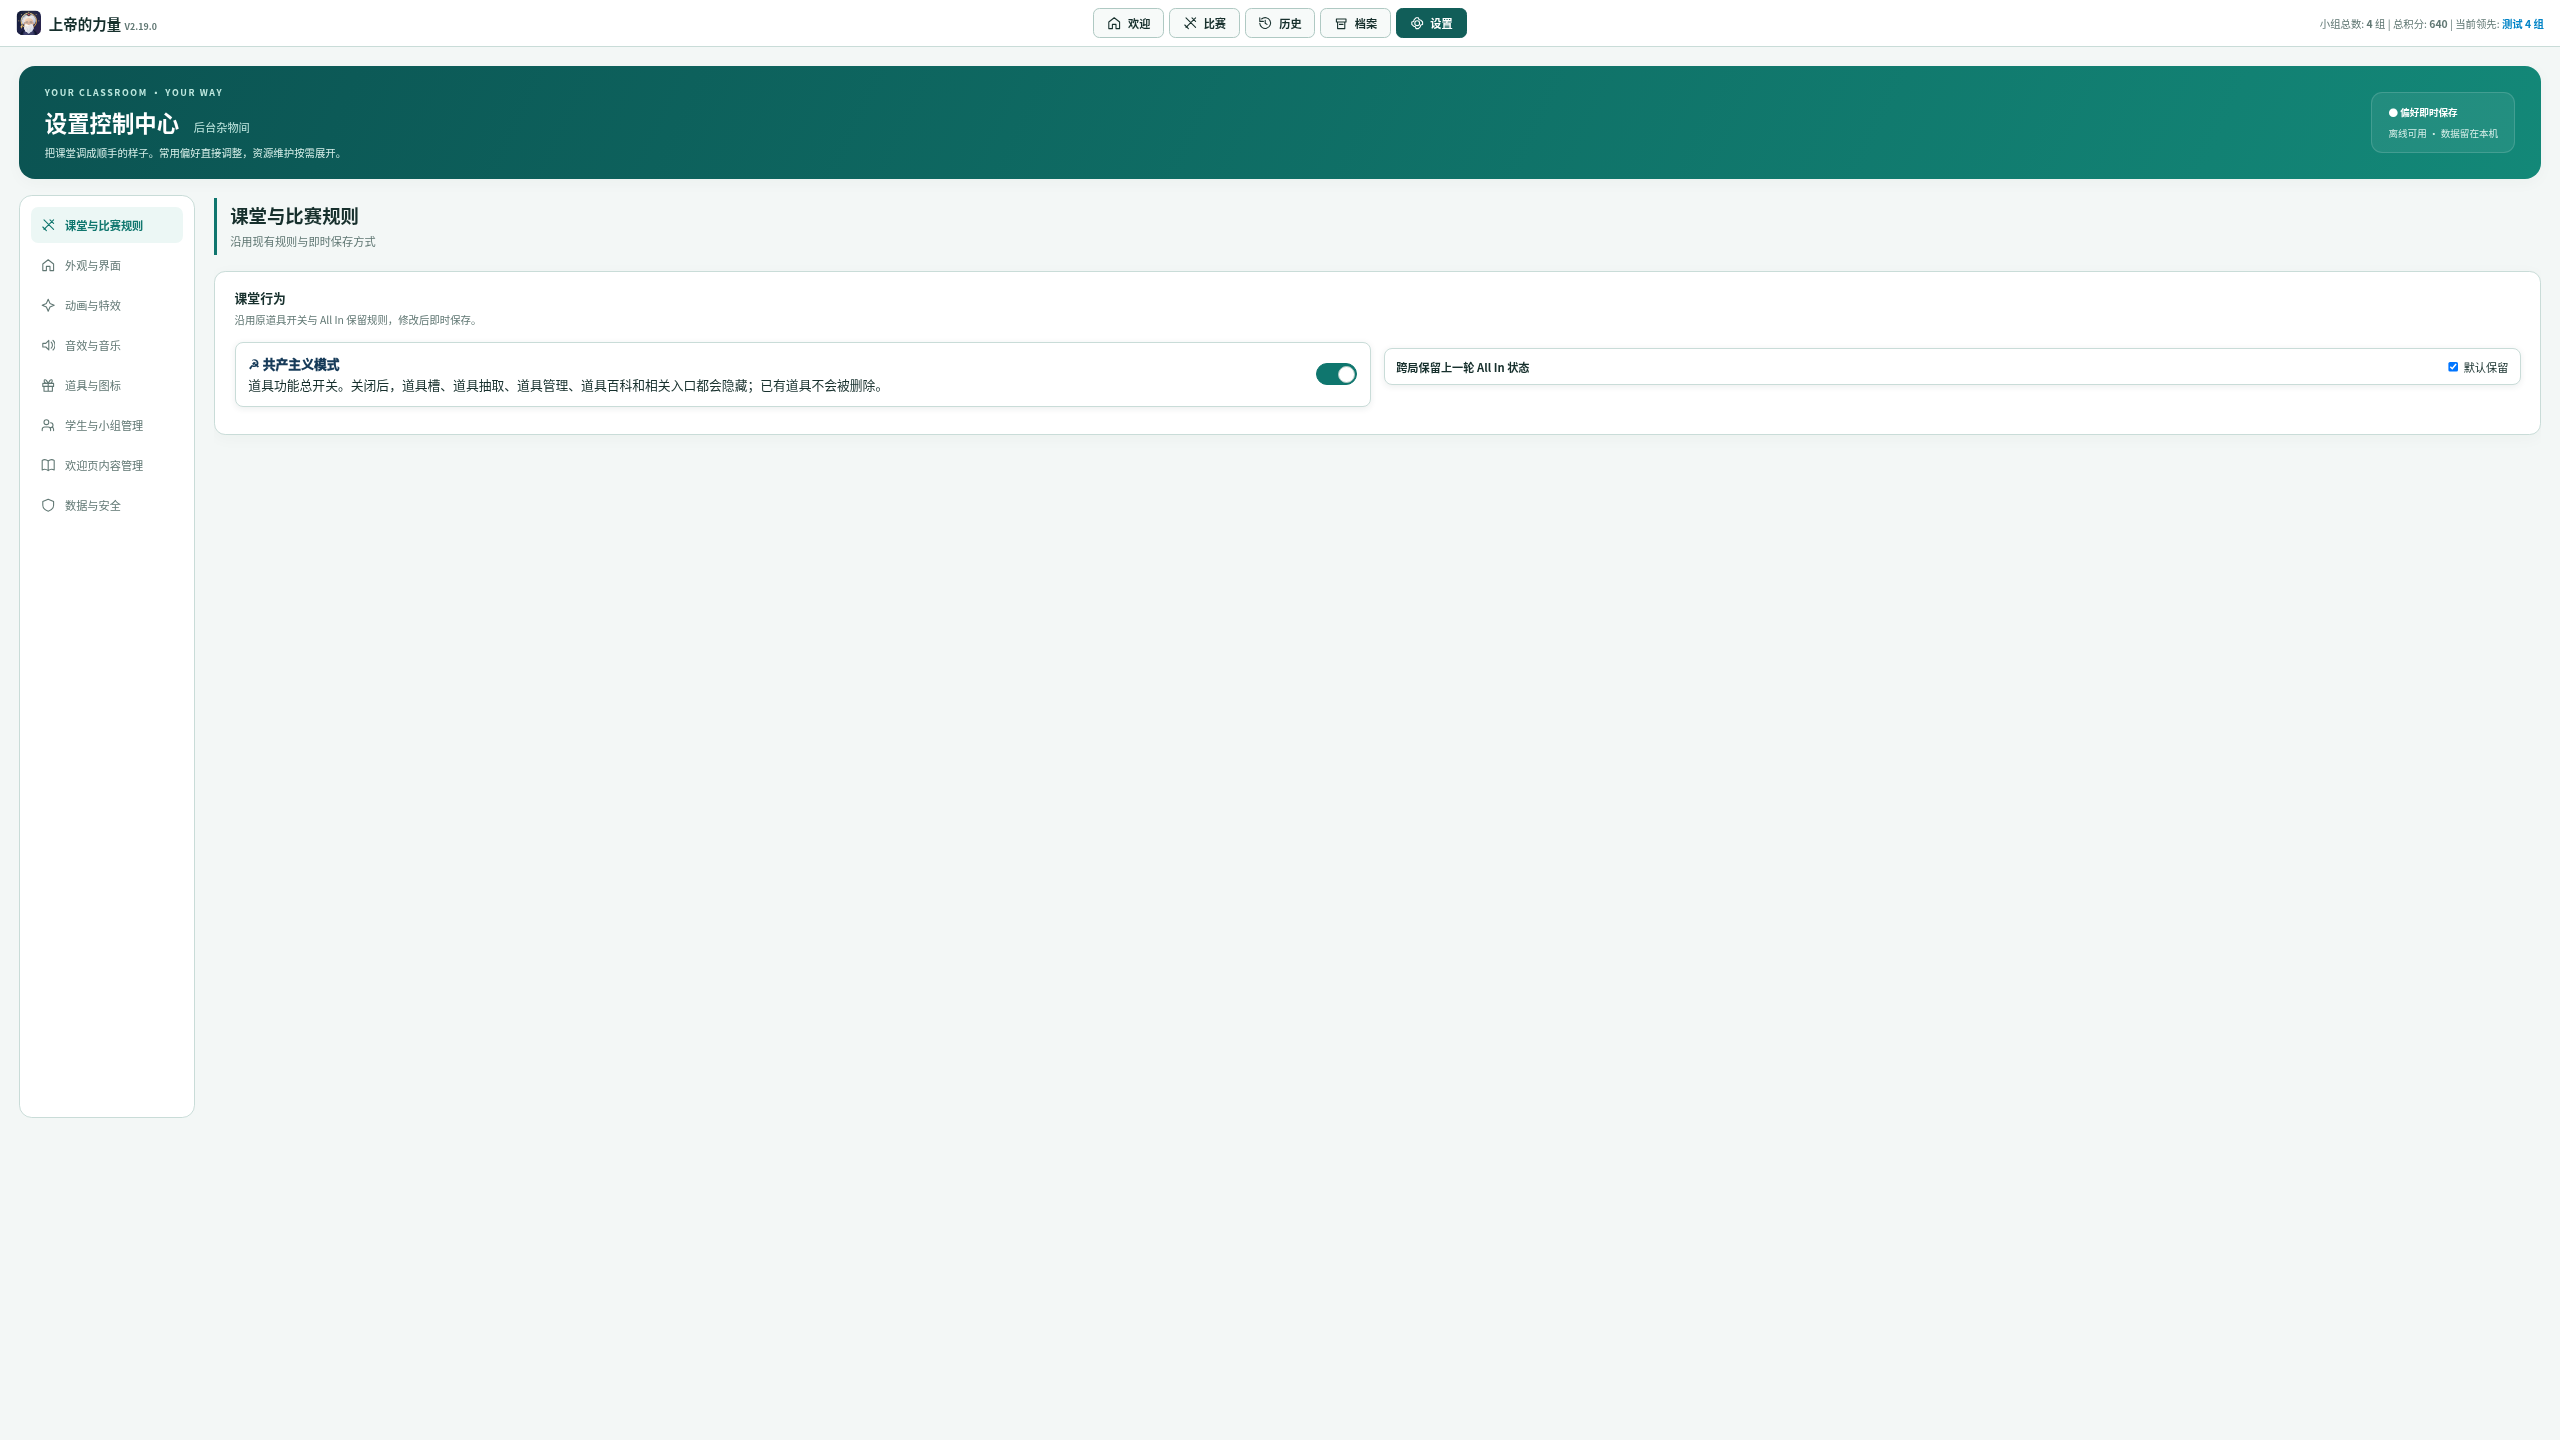 上帝的力量 V2.19.0
欢迎
比赛
历史
档案
设置
小组总数: 4 组 | 总积分: 640 | 当前领先: 测试 4 组
YOUR CLASSROOM • YOUR WAY
设置控制中心 后台杂物间
把课堂调成顺手的样子。常用偏好直接调整，资源维护按需展开。
偏好即时保存
离线可用 • 数据留在本机
课堂与比赛规则
外观与界面
动画与特效
音效与音乐
道具与图标
学生与小组管理
欢迎页内容管理
数据与安全
课堂与比赛规则
沿用现有规则与即时保存方式
课堂行为
沿用原道具开关与 All In 保留规则，修改后即时保存。
☭ 共产主义模式
道具功能总开关。关闭后，道具槽、道具抽取、道具管理、道具百科和相关入口都会隐藏；已有道具不会被删除。
跨局保留上一轮 All In 状态
默认保留